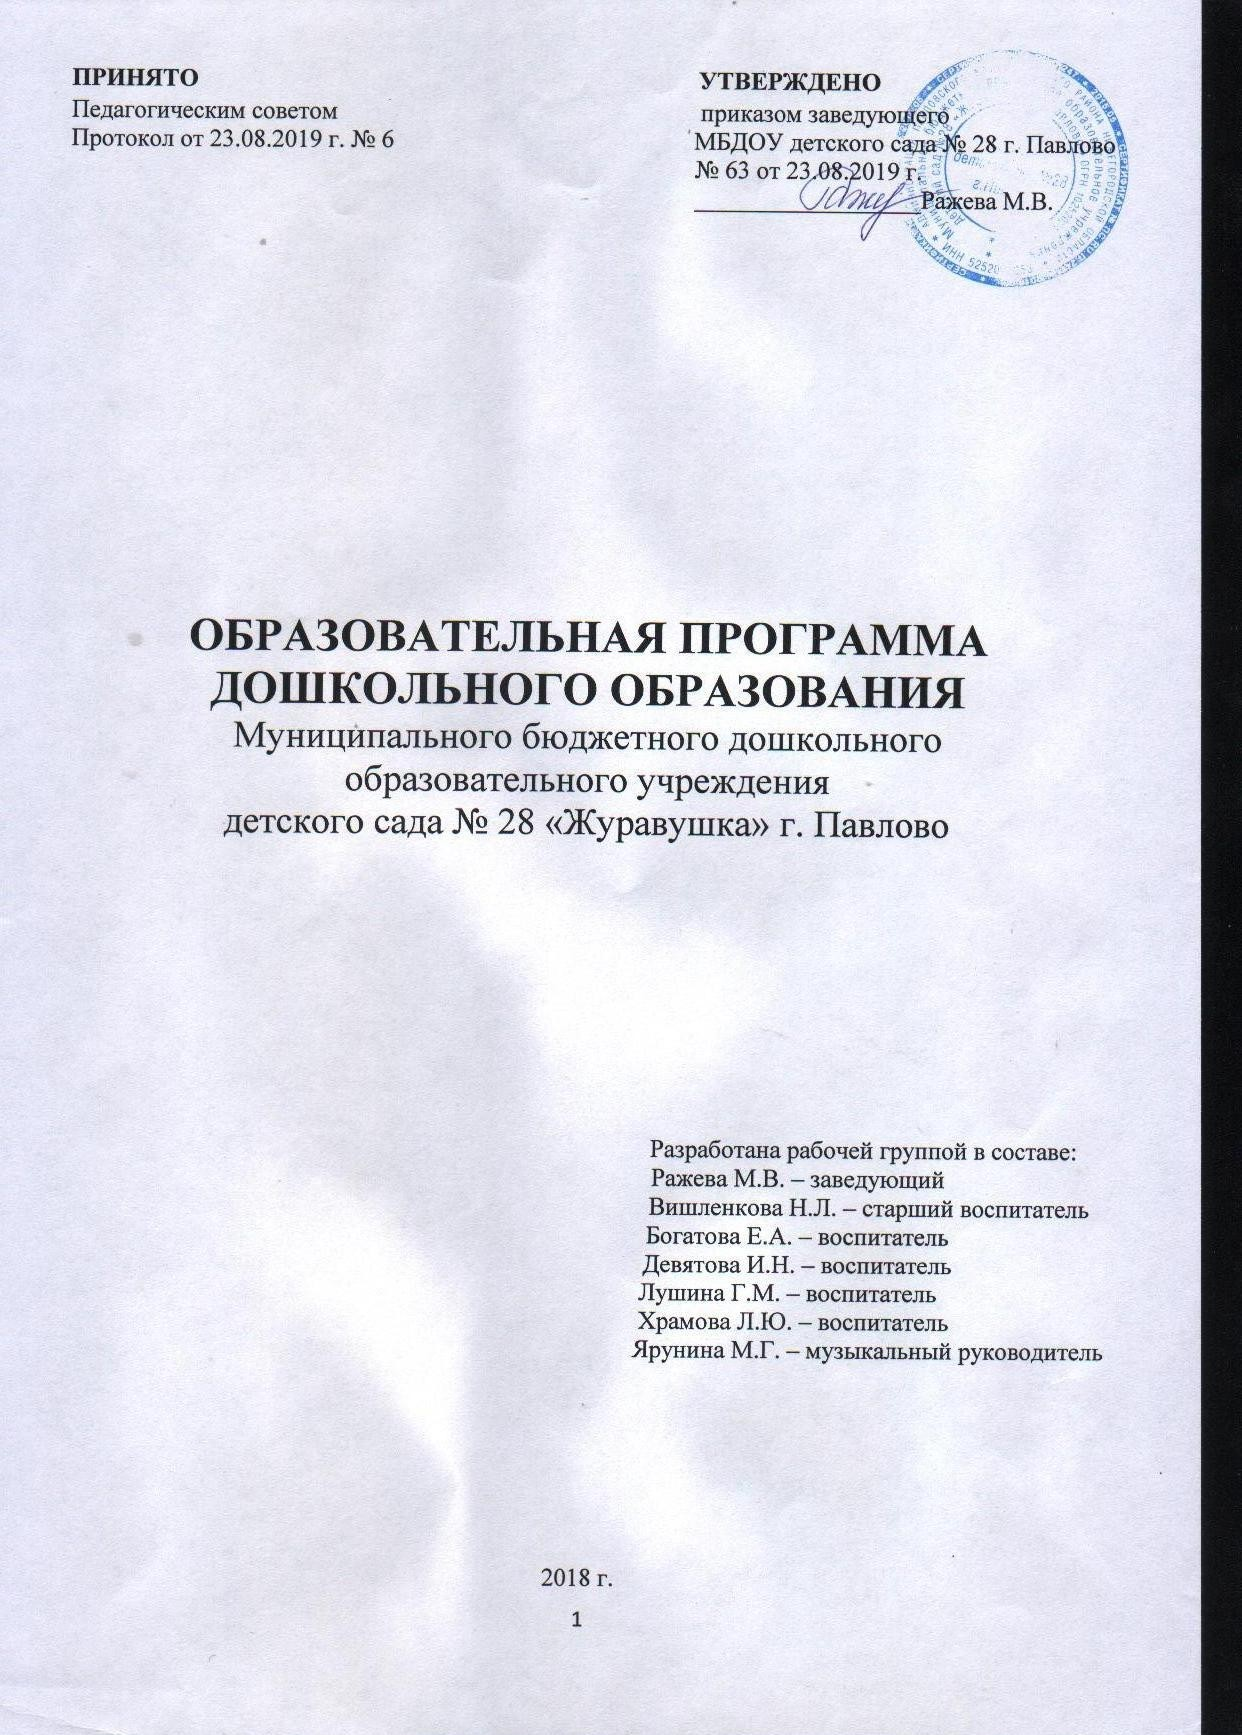 ПРИНЯТО
Педагогическим советом
Протокол от 23.08.2019 г. № 6
УТВЕРЖДЕНО
приказом заведующего
МБДОУ детского сада № 28 г. Павлово
№ 63 от 23.08.2019 г.
Ражева М.В.
ОБРАЗОВАТЕЛЬНАЯ ПРОГРАММА
ДОШКОЛЬНОГО ОБРАЗОВАНИЯ
Муниципального бюджетного дошкольного
образовательного учреждения
детского сада № 28 «Журавушка» г. Павлово
Разработана рабочей группой в составе:
Ражева М.В. – заведующий
Вишленкова Н.Л. – старший воспитатель
Богатова Е.А. – воспитатель
Девятова И.Н. – воспитатель
Лушина Г.М. – воспитатель
Храмова Л.Ю. – воспитатель
Ярунина М.Г. – музыкальный руководитель
2018 г.
1